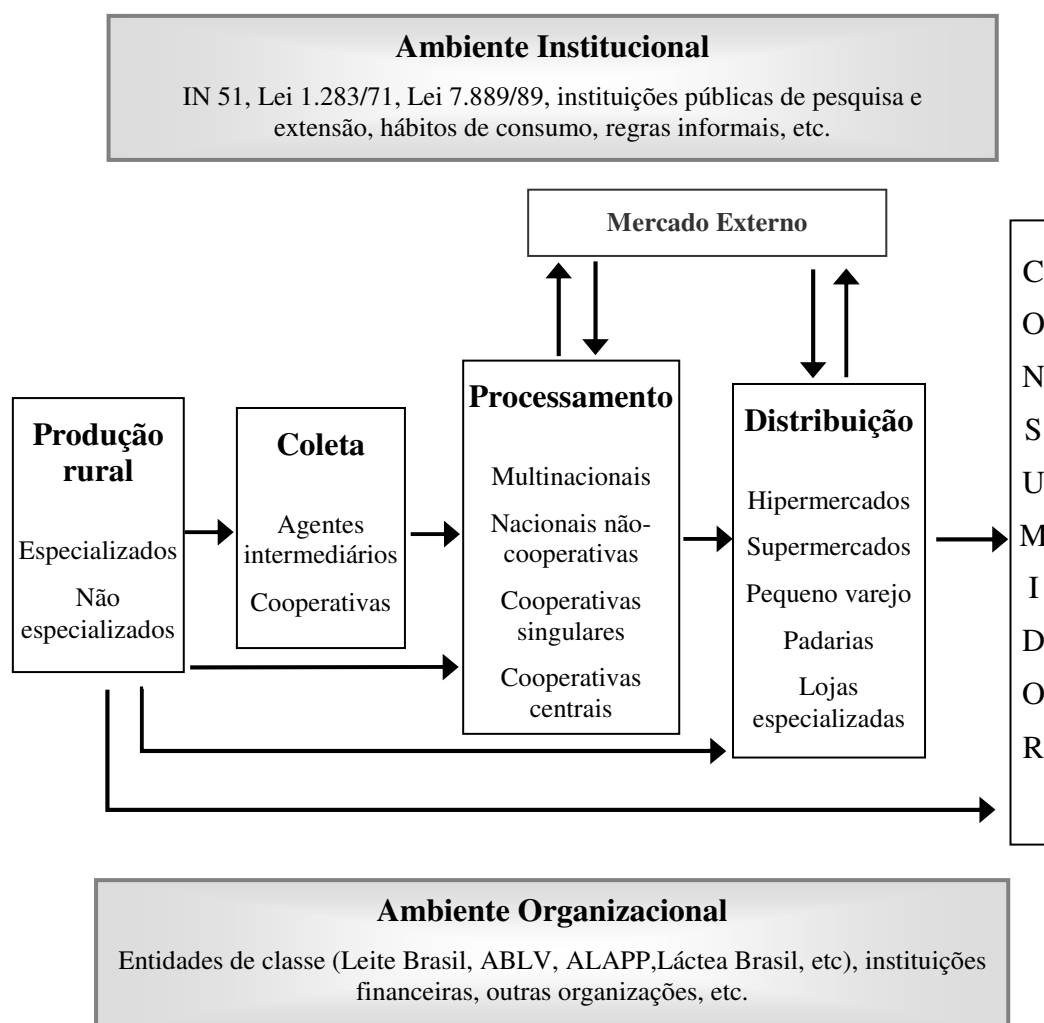 Ambiente Institucional
IN 51, Lei 1.283/71, Lei 7.889/89, instituições públicas de pesquisa e
extensão, hábitos de consumo, regras informais, etc.
Mercado Externo
Produção
rural
Especializados
Não
especializados
Coleta
Agentes
intermediários
Cooperativas
Processamento
Multinacionais
Nacionais não-
cooperativas
Cooperativas
singulares
Cooperativas
centrais
Distribuição
Hipermercados
Supermercados
Pequeno varejo
Padarias
Lojas
especializadas
C
O
N
S
U
M
I
D
O
R
Ambiente Organizacional
Entidades de classe (Leite Brasil, ABLV, ALAPP,Láctea Brasil, etc), instituições
financeiras, outras organizações, etc.